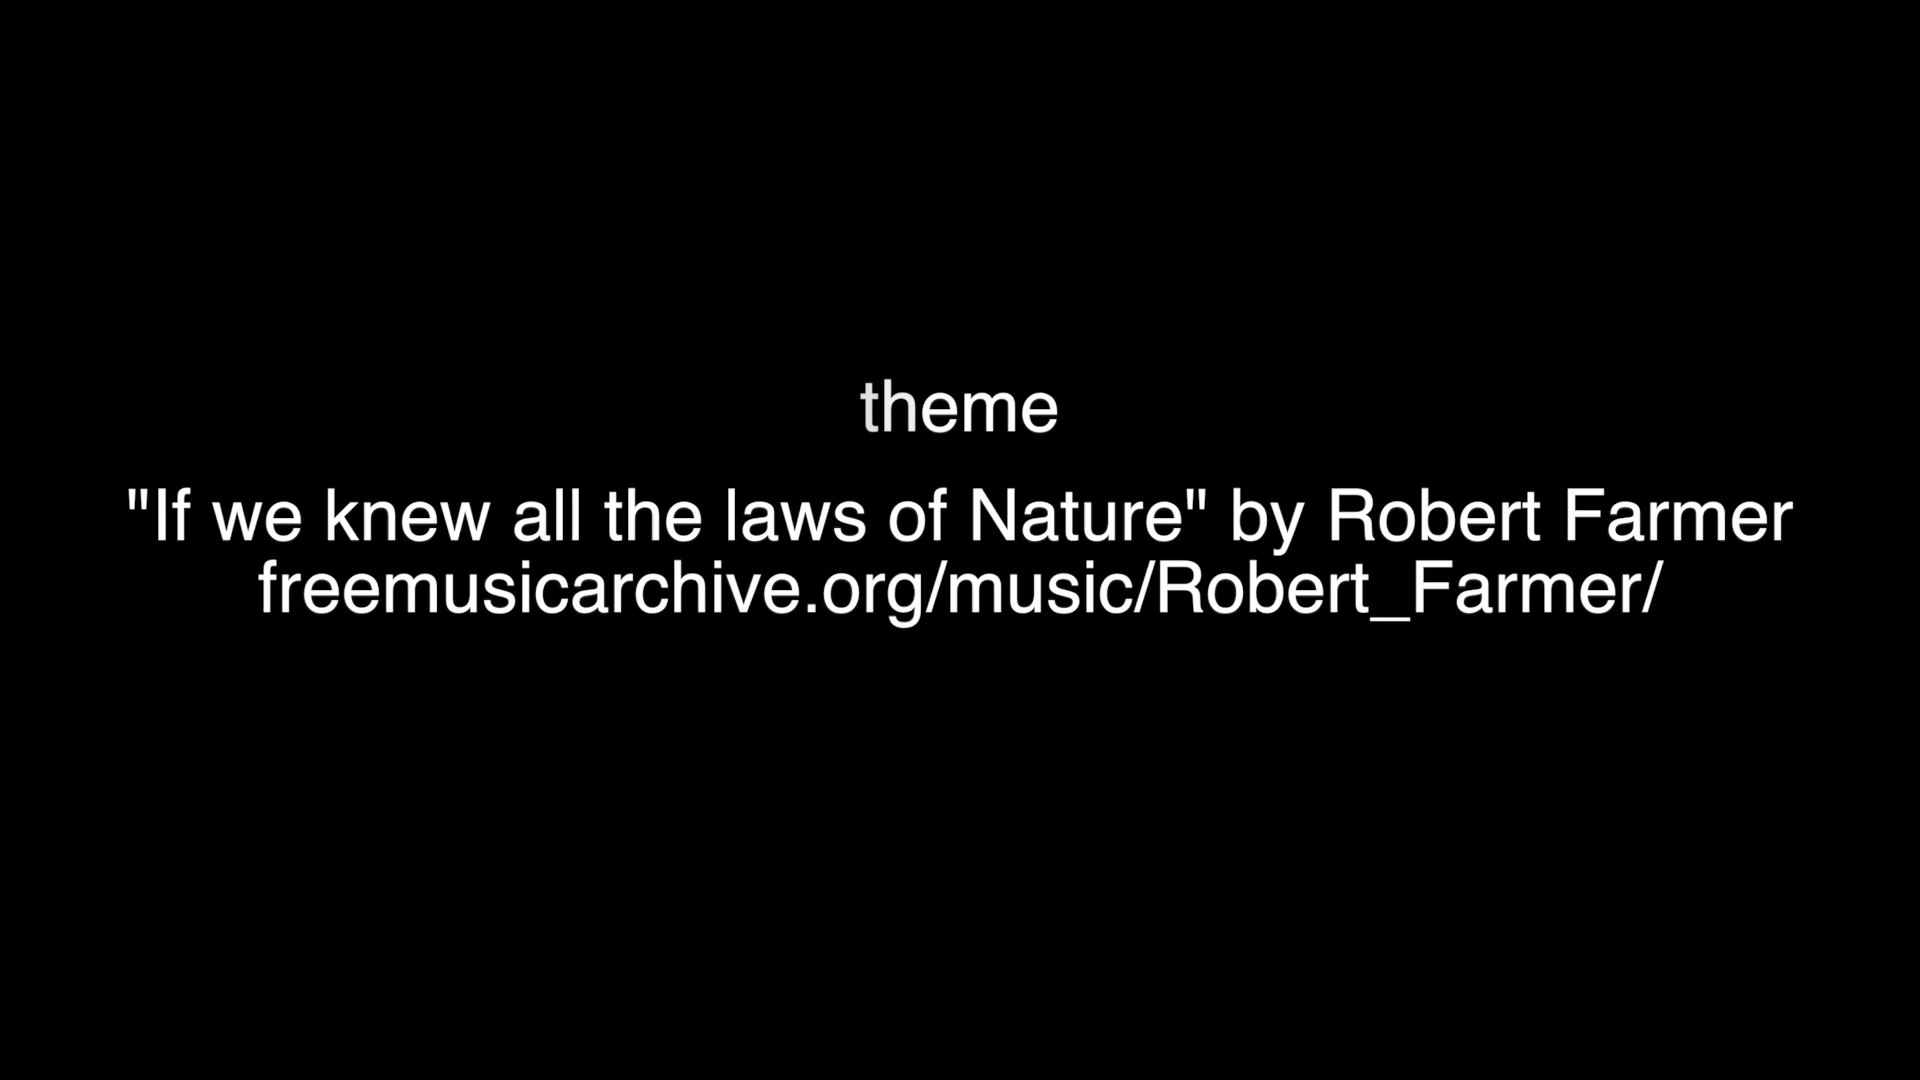 theme
"If we knew all the laws of Nature" by Robert Farmer
freemusicarchive.org/music/Robert_Farmer/